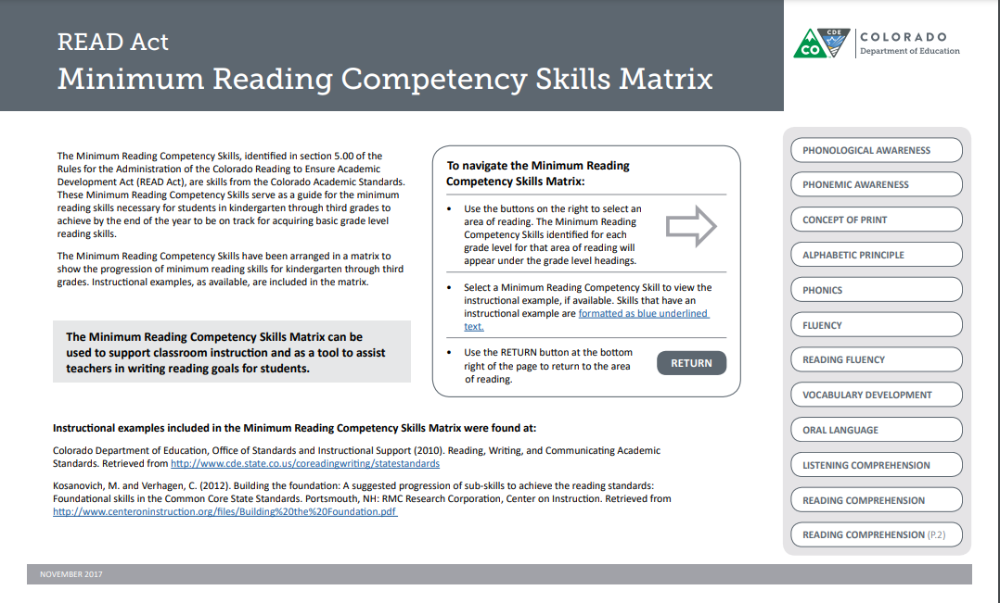 READ Act
Minimum Reading Competency Skills Matrix
CO
CDE
COLORADO
Department of Education
The Minimum Reading Competency Skills, identified in section 5.00 of the
Rules for the Administration of the Colorado Reading to Ensure Academic
Development Act (READ Act), are skills from the Colorado Academic Standards.
These Minimum Reading Competency Skills serve as a guide for the minimum
reading skills necessary for students in kindergarten through third grades to
achieve by the end of the year to be on track for acquiring basic grade level
reading skills.
The Minimum Reading Competency Skills have been arranged in a matrix to
show the progression of minimum reading skills for kindergarten through third
grades. Instructional examples, as available, are included in the matrix.
The Minimum Reading Competency Skills Matrix can be
used to support classroom instruction and as a tool to assist
teachers in writing reading goals for students.
To navigate the Minimum Reading
Competency Skills Matrix:
• Use the buttons on the right to select an
area of reading. The Minimum Reading
Competency Skills identified for each
grade level for that area of reading will
appear under the grade level headings.
• Select a Minimum Reading Competency Skill to view the
instructional example, if available. Skills that have an
instructional example are formatted as blue underlined
text.
• Use the RETURN button at the bottom
right of the page to return to the area
of reading.
RETURN
PHONOLOGICAL AWARENESS
PHONEMIC AWARENESS
CONCEPT OF PRINT
ALPHABETIC PRINCIPLE
PHONICS
FLUENCY
READING FLUENCY
VOCABULARY DEVELOPMENT
ORAL LANGUAGE
LISTENING COMPREHENSION
READING COMPREHENSION
READING COMPREHENSION (P.2)
Instructional examples included in the Minimum Reading Competency Skills Matrix were found at:
Colorado Department of Education, Office of Standards and Instructional Support (2010). Reading, Writing, and Communicating Academic
Standards. Retrieved from http://www.cde.state.co.us/coreadingwriting/statestandards
Kosanovich, M. and Verhagen, C. (2012). Building the foundation: A suggested progression of sub-skills to achieve the reading standards:
Foundational skills in the Common Core State Standards. Portsmouth, NH: RMC Research Corporation, Center on Instruction. Retrieved from
http://www.centeroninstruction.org/files/Building%20the%20Foundation.pdf
NOVEMBER 2017